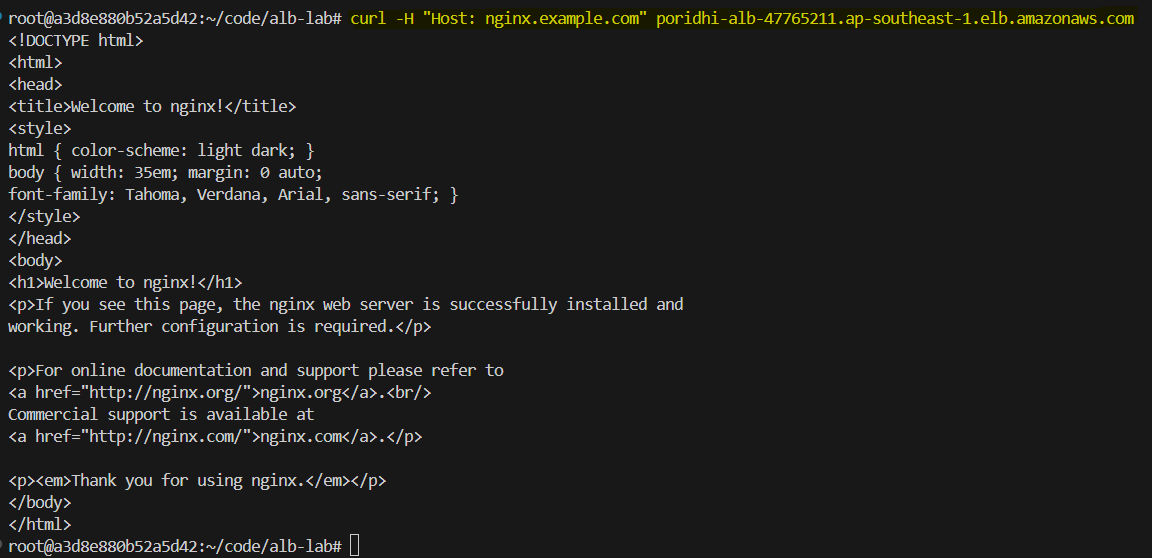 root@a3d8e880b52a5d42:~/code/alb-lab# curl -H "Host: nginx.example.com" poridhi-alb-47765211.ap-southeast-1.elb.amazonaws.com
<!DOCTYPE html>
<html>
<head>
<title>Welcome to nginx!</title>
<style>
html { color-scheme: light dark; }
body { width: 35em; margin: 0 auto;
font-family: Tahoma, Verdana, Arial, sans-serif; }
</style>
</head>
<body>
<h1>Welcome to nginx!</h1>
<p>If you see this page, the nginx web server is successfully installed and
working. Further configuration is required.</p>

<p>For online documentation and support please refer to
<a href="http://nginx.org/">nginx.org</a>.<br/>
Commercial support is available at
<a href="http://nginx.com/">nginx.com</a>.</p>

<p><em>Thank you for using nginx.</em></p>
</body>
</html>
root@a3d8e880b52a5d42:~/code/alb-lab#